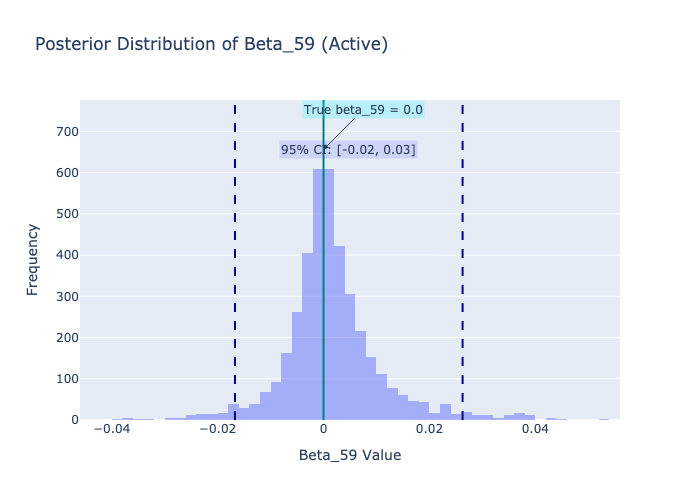 Posterior Distribution of Beta_59 (Active)
True beta_59 = 0.0
95% CI: [-0.02, 0.03]
700
600
500
400
300
200
100
0
Frequency
−0.04
−0.02
0
0.02
0.04
Beta_59 Value